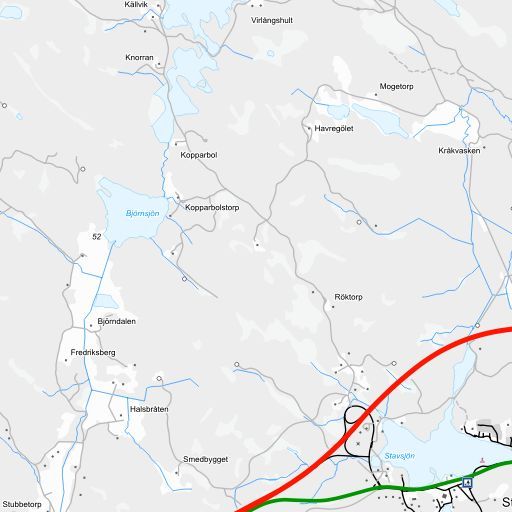 Källvik
Virlångshult
Knorran
Mogetorp
Havregölet
Kråkvasken
Kopparbol
Kopparbolstorp
Björnsjön
52
Röktorp
Björndalen
Fredriksberg
Halsbråten
Stavsjön
Smedbygget
Stubbetorp